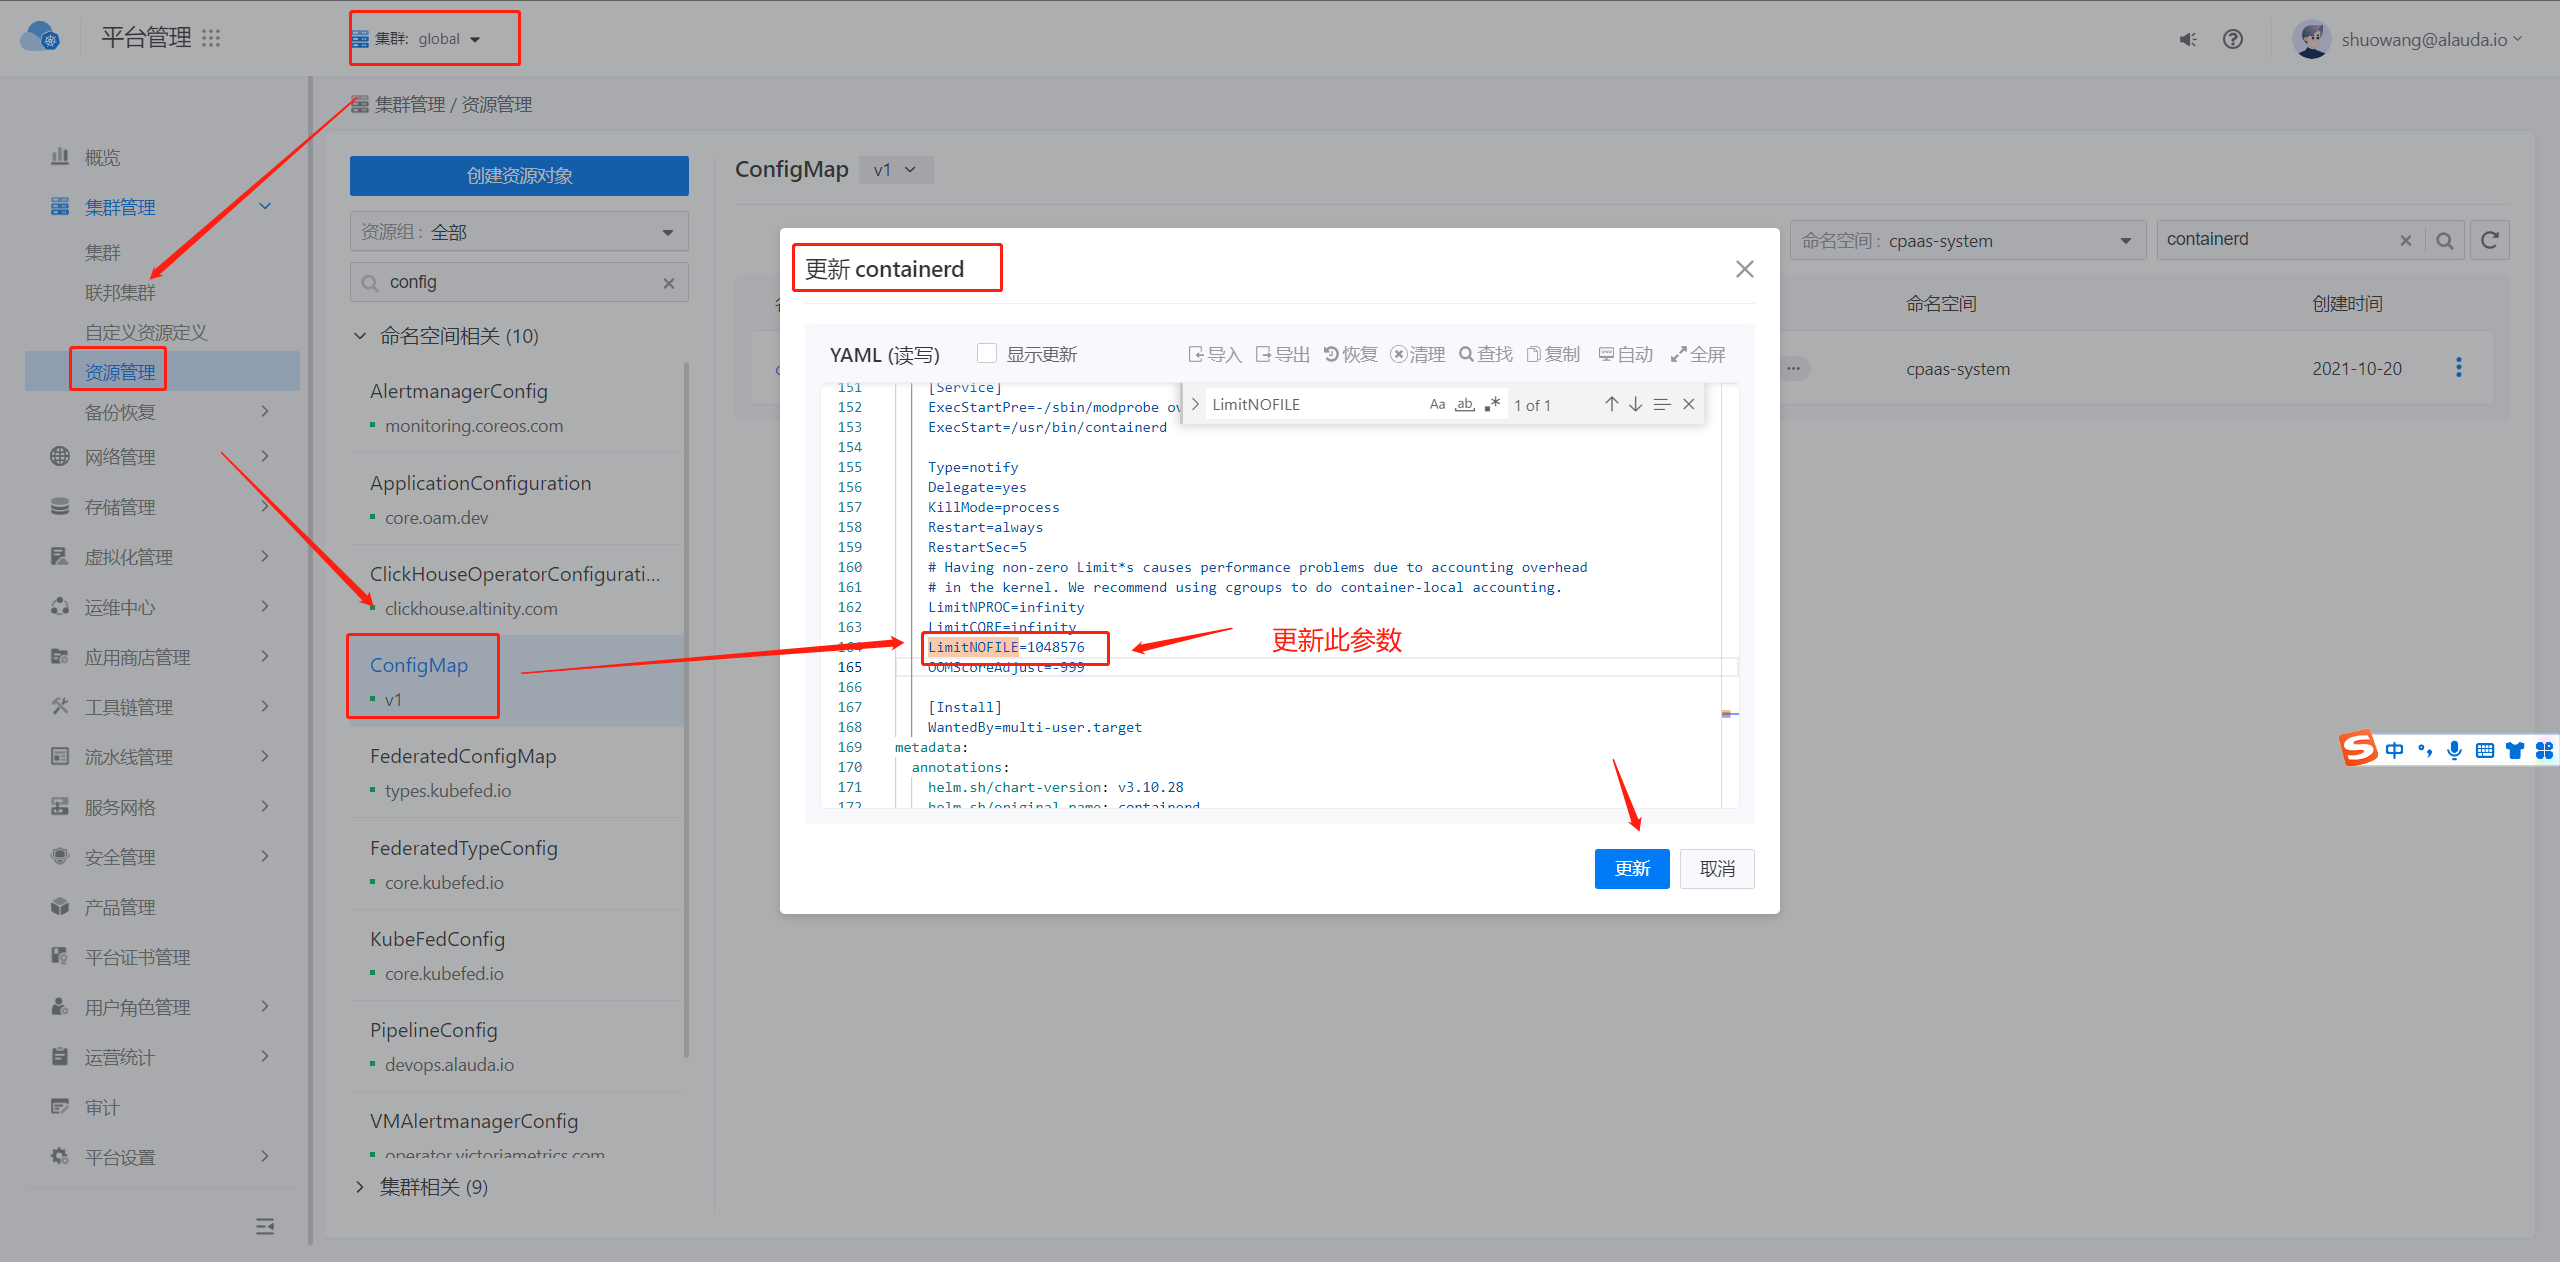 平台管理
集群: global
shuowang@alauda.io
集群管理 / 资源管理
概览
集群管理
集群
联邦集群
自定义资源定义
资源管理
备份恢复
网络管理
存储管理
虚拟化管理
运维中心
应用商店管理
工具链管理
流水线管理
服务网格
安全管理
产品管理
平台证书管理
用户角色管理
运营统计
审计
平台设置
创建资源对象
资源组 : 全部
config
命名空间相关 (10)
AlertmanagerConfig
monitoring.coreos.com
ApplicationConfiguration
core.oam.dev
ClickHouseOperatorConfigurati...
clickhouse.altinity.com
ConfigMap
v1
FederatedConfigMap
types.kubefed.io
FederatedTypeConfig
core.kubefed.io
KubeFedConfig
core.kubefed.io
PipelineConfig
devops.alauda.io
VMAlertmanagerConfig
operator.victoriametrics.com
集群相关 (9)
ConfigMap v1
命名空间 : cpaas-system
containerd
命名空间
创建时间
cpaas-system
2021-10-20
更新 containerd
YAML (读写) 显示更新 导入 导出 恢复 清理 查找 复制 自动 全屏
LimitNOFILE Aa ab 1 of 1
151 [Service]
152 ExecStartPre=-/sbin/modprobe
153 ExecStart=/usr/bin/containerd
154
155 Type=notify
156 Delegate=yes
157 KillMode=process
158 Restart=always
159 RestartSec=5
160 # Having non-zero Limit*s causes performance problems due to accounting overhead
161 # in the kernel. We recommend using cgroups to do container-local accounting.
162 LimitNPROC=infinity
163 LimitCORE=infinity
164 LimitNOFILE=1048576
165 OOMScoreAdjust=-999
166
167 [Install]
168 WantedBy=multi-user.target
169 metadata:
170 annotations:
171 helm.sh/chart-version: v3.10.28
172 helm.sh/original-name: containerd
更新此参数
更新
取消
中